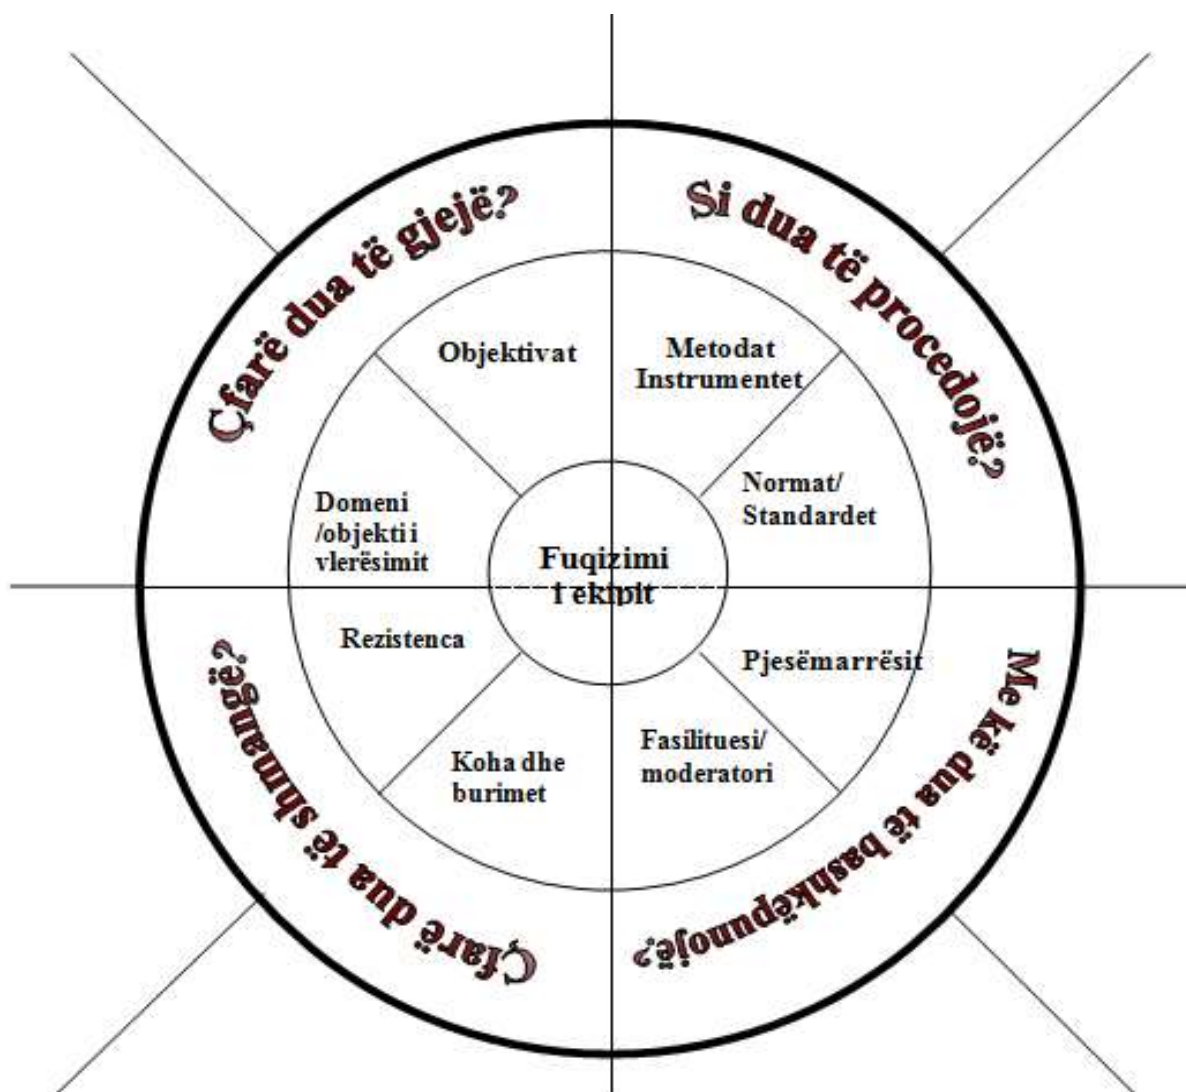 Çfarë dua të gjejë?
Si dua të procedojë?
Objektivat
Metodat
Instrumentet
Domeni
/objekti i
vlerësimit
Normat/
Standardet
Fuqizimi
i ekipit
Rezistenca
Pjesëmarrësit
Koha dhe
burimet
Fasilituesi/
moderatori
Çfarë dua të shmangë?
Me kë dua të bashkëpunojë?